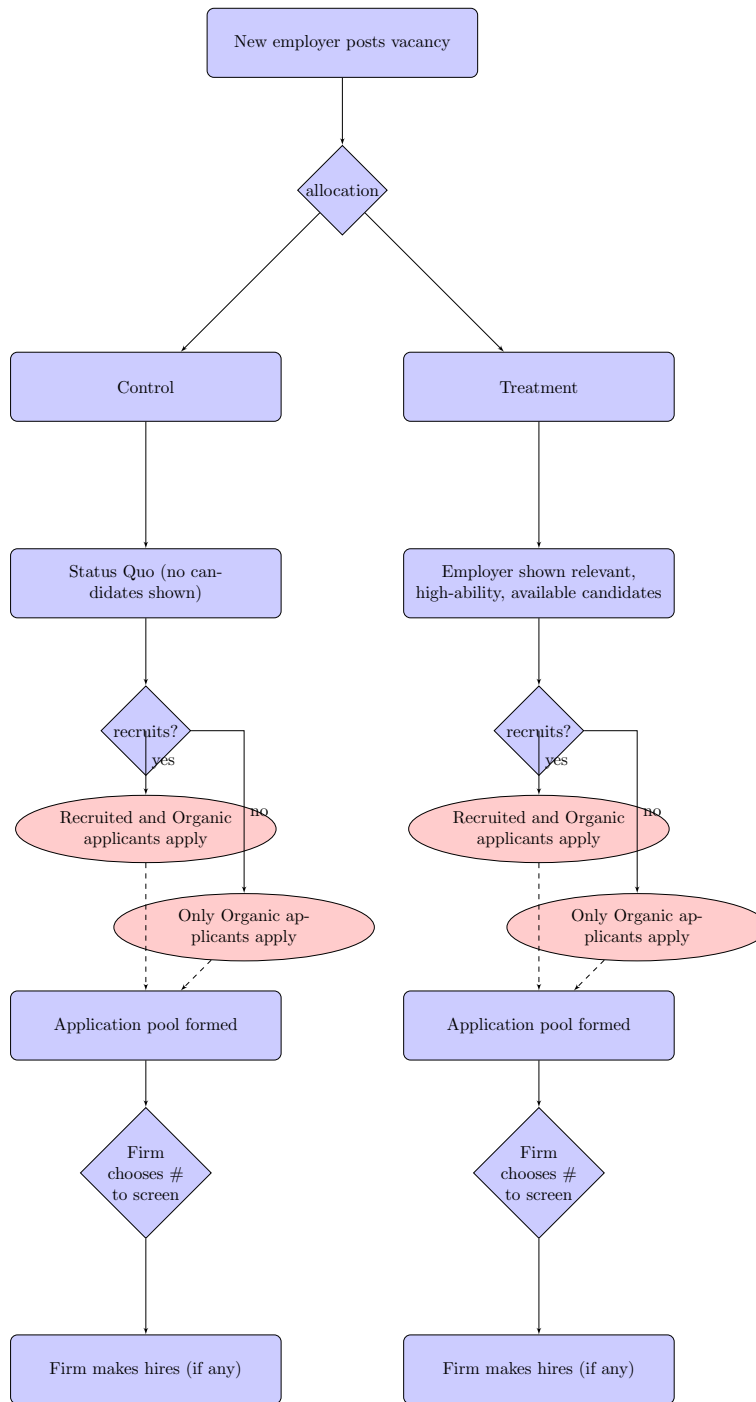 New employer posts vacancy
allocation
Control
Treatment
Status Quo (no can-
didates shown)
Employer shown relevant,
high-ability, available candidates
recruits?
yes
no
recruits?
yes
no
Recruited and Organic
applicants apply
Recruited and Organic
applicants apply
Only Organic ap-
plicants apply
Only Organic ap-
plicants apply
Application pool formed
Application pool formed
Firm
chooses #
to screen
Firm
chooses #
to screen
Firm makes hires (if any)
Firm makes hires (if any)